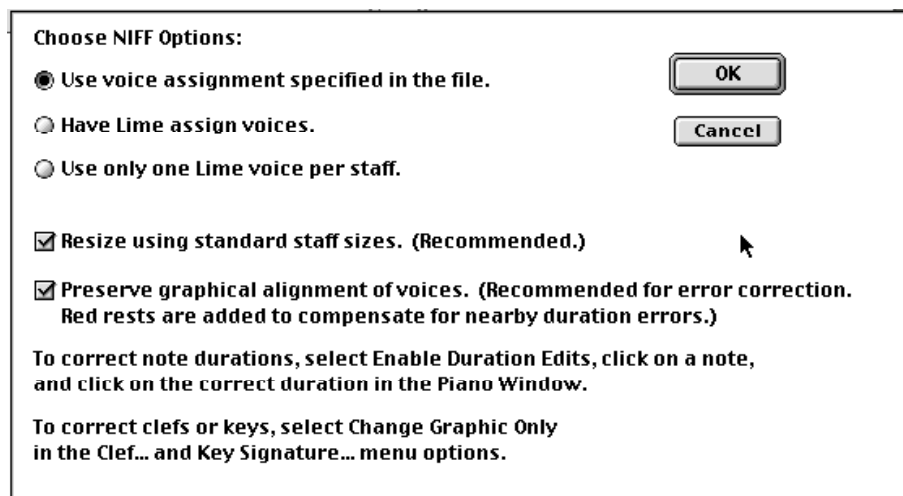 Choose NIFF Options:
Use voice assignment specified in the file.
OK
Have Lime assign voices.
Cancel
Use only one Lime voice per staff.
Resize using standard staff sizes. (Recommended.)
Preserve graphical alignment of voices. (Recommended for error correction.
Red rests are added to compensate for nearby duration errors.)
To correct note durations, select Enable Duration Edits, click on a note,
and click on the correct duration in the Piano Window.
To correct clefs or keys, select Change Graphic Only
in the Clef... and Key Signature... menu options.